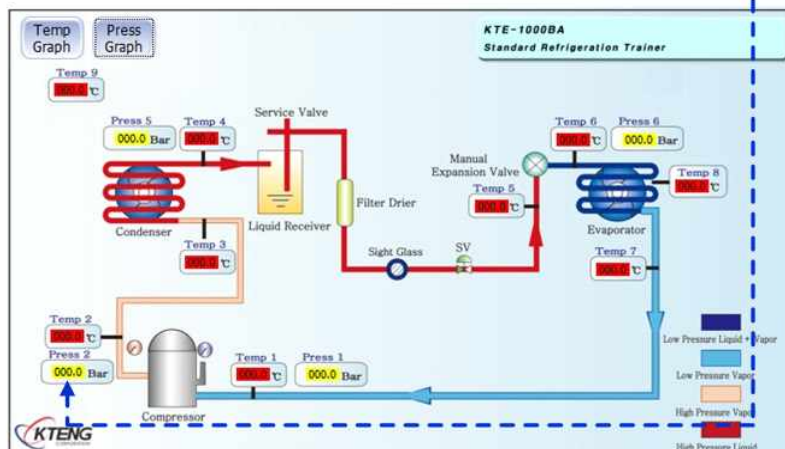 Temp
Graph
Press
Graph
KTE-1000BA
Standard Refrigeration Trainer
Temp 9
000.0 ℃
Press 5
000.0 Bar
Temp 4
000.0 ℃
Service Valve
Temp 6
000.0 ℃
Press 6
000.0 Bar
Manual
Expansion Valve
Temp 8
000.0 ℃
Temp 5
000.0 ℃
Filter Drier
Condenser
Liquid Receiver
Evaporator
Temp 3
000.0 ℃
Sight Glass
SV
Temp 7
000.0 ℃
Temp 2
000.0 ℃
Press 2
000.0 Bar
Temp 1
000.0 ℃
Press 1
000.0 Bar
Compressor
Low Pressure Liquid + Vapor
Low Pressure Vapor
High Pressure Vapor
High Pressure Liquid
KTENG
CORPORATION